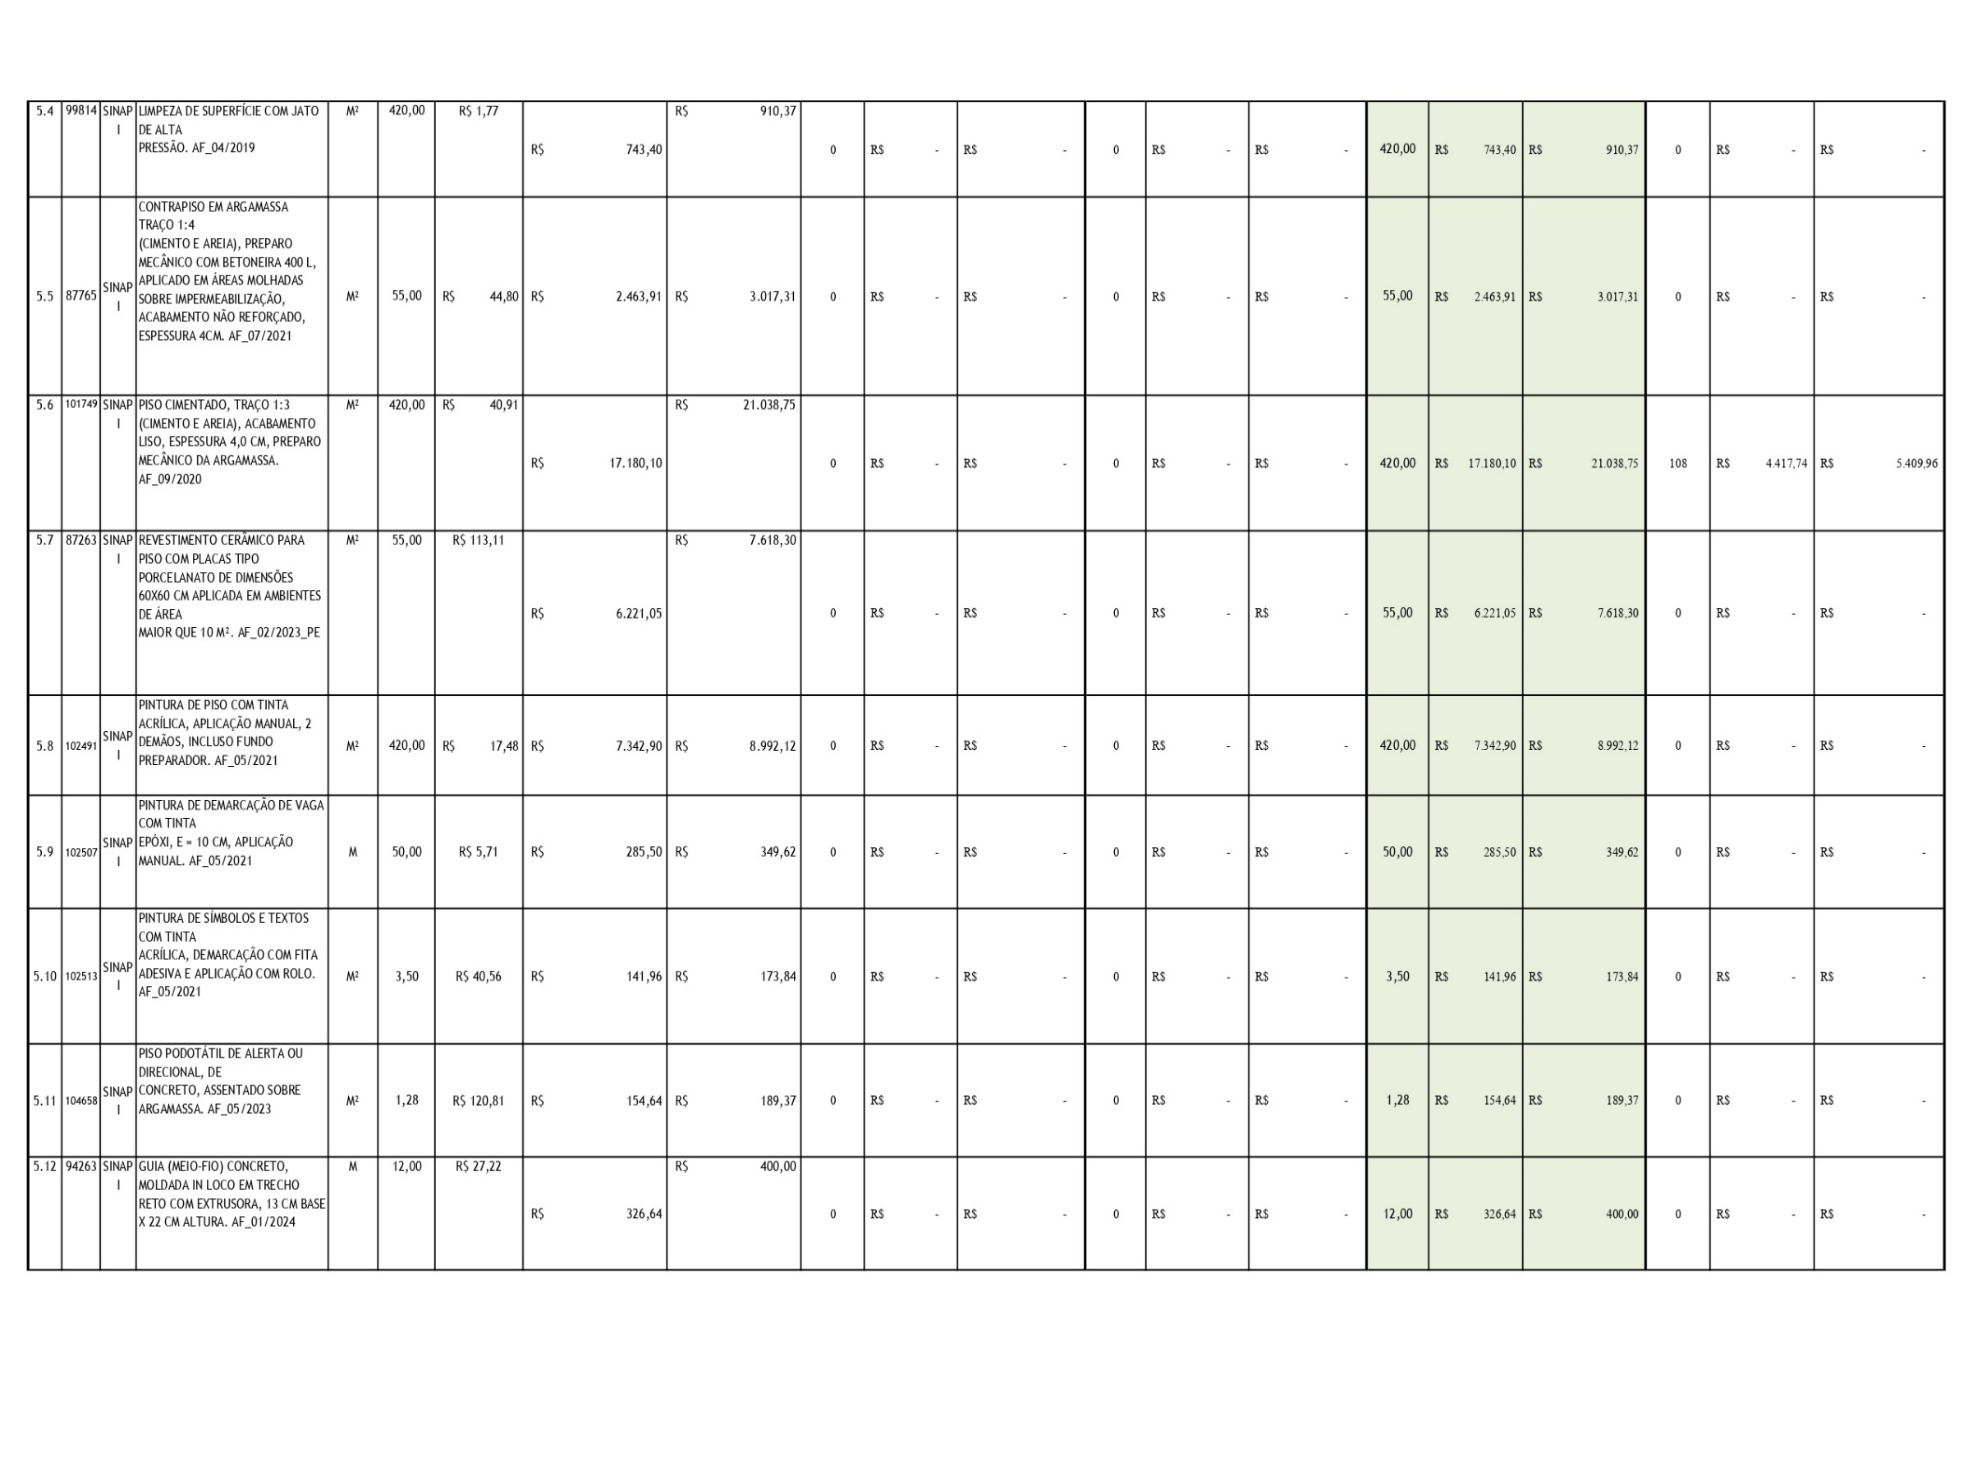 5.4 99814 SINAPI LIMPEZA DE SUPERFÍCIE COM JATO M² 420,00 R$ 1,77 R$ 910,37
DE ALTA
PRESSÃO. AF_04/2019 R$ 743,40 0 R$ - R$ - 0 R$ - R$ - 420,00 R$ 743,40 R$ 910,37 0 R$ - R$ -
CONTRAPISO EM ARGAMASSA
TRAÇO 1:4
(CIMENTO E AREIA), PREPARO
MECÂNICO COM BETONEIRA 400 L,
APLICADO EM ÁREAS MOLHADAS
5.5 87765 SINAPI SOBRE IMPERMEABILIZAÇÃO, M² 55,00 R$ 44,80 R$ 2.463,91 R$ 3.017,31 0 R$ - R$ - 0 R$ - R$ - 55,00 R$ 2.463,91 R$ 3.017,31 0 R$ - R$ -
ACABAMENTO NÃO REFORÇADO,
ESPESSURA 4CM. AF_07/2021
5.6 101749 SINAPI PISO CIMENTADO, TRAÇO 1:3 M² 420,00 R$ 40,91 R$ 21.038,75
(CIMENTO E AREIA), ACABAMENTO
LISO, ESPESSURA 4,0 CM, PREPARO
MECÂNICO DA ARGAMASSA. R$ 17.180,10 0 R$ - R$ - 0 R$ - R$ - 420,00 R$ 17.180,10 R$ 21.038,75 108 R$ 4.417,74 R$ 5.409,96
AF_09/2020
5.7 87263 SINAPI REVESTIMENTO CERÂMICO PARA M² 55,00 R$ 113,11 R$ 7.618,30
PISO COM PLACAS TIPO
PORCELANATO DE DIMENSÕES
60X60 CM APLICADA EM AMBIENTES
DE ÁREA R$ 6.221,05 0 R$ - R$ - 0 R$ - R$ - 55,00 R$ 6.221,05 R$ 7.618,30 0 R$ - R$ -
MAIOR QUE 10 M². AF_02/2023_PE
PINTURA DE PISO COM TINTA
ACRÍLICA, APLICAÇÃO MANUAL, 2
5.8 102491 SINAPI DEMÃOS, INCLUSO FUNDO M² 420,00 R$ 17,48 R$ 7.342,90 R$ 8.992,12 0 R$ - R$ - 0 R$ - R$ - 420,00 R$ 7.342,90 R$ 8.992,12 0 R$ - R$ -
PREPARADOR. AF_05/2021
PINTURA DE DEMARCAÇÃO DE VAGA
COM TINTA
5.9 102507 SINAPI EPÓXI, E = 10 CM, APLICAÇÃO M 50,00 R$ 5,71 R$ 285,50 R$ 349,62 0 R$ - R$ - 0 R$ - R$ - 50,00 R$ 285,50 R$ 349,62 0 R$ - R$ -
MANUAL. AF_05/2021
PINTURA DE SÍMBOLOS E TEXTOS
COM TINTA
ACRÍLICA, DEMARCAÇÃO COM FITA
5.10 102513 SINAPI ADESIVA E APLICAÇÃO COM ROLO. M² 3,50 R$ 40,56 R$ 141,96 R$ 173,84 0 R$ - R$ - 0 R$ - R$ - 3,50 R$ 141,96 R$ 173,84 0 R$ - R$ -
AF_05/2021
PISO PODOTÁTIL DE ALERTA OU
DIRECIONAL, DE
5.11 104658 SINAPI CONCRETO, ASSENTADO SOBRE M² 1,28 R$ 120,81 R$ 154,64 R$ 189,37 0 R$ - R$ - 0 R$ - R$ - 1,28 R$ 154,64 R$ 189,37 0 R$ - R$ -
ARGAMASSA. AF_05/2023
5.12 94263 SINAPI GUIA (MEIO-FIO) CONCRETO, M 12,00 R$ 27,22 R$ 400,00
MOLDADA IN LOCO EM TRECHO
RETO COM EXTRUSORA, 13 CM BASE R$ 326,64 0 R$ - R$ - 0 R$ - R$ - 12,00 R$ 326,64 R$ 400,00 0 R$ - R$ -
X 22 CM ALTURA. AF_01/2024